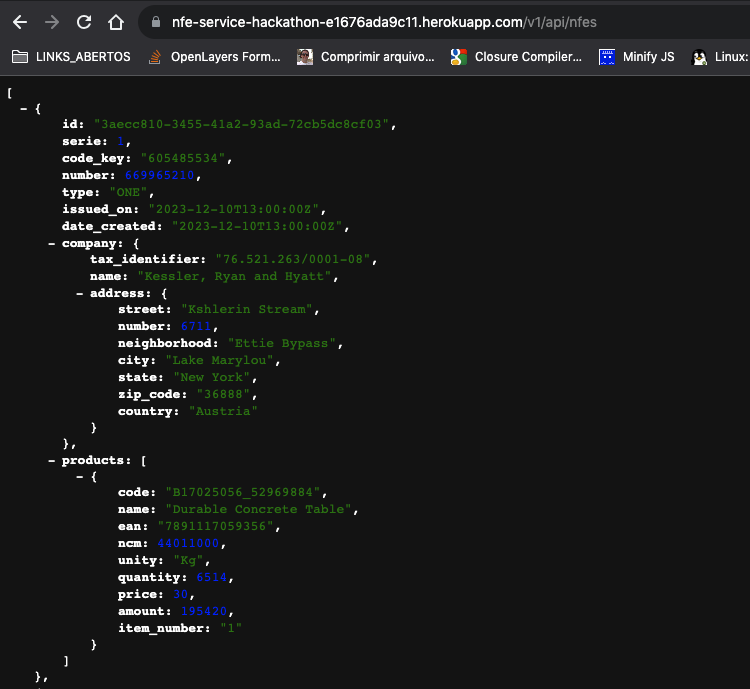 nfe-service-hackathon-e1676ada9c11.herokuapp.com/v1/api/nfes
LINKS_ABERTOS OpenLayers Form... Comprimir arquivo... Closure Compiler... Minify JS Linux:
[
– {
id: "3aecc810-3455-41a2-93ad-72cb5dc8cf03",
serie: 1,
code_key: "605485534",
number: 669965210,
type: "ONE",
issued_on: "2023-12-10T13:00:00Z",
date_created: "2023-12-10T13:00:00Z",
– company: {
tax_identifier: "76.521.263/0001-08",
name: "Kessler, Ryan and Hyatt",
– address: {
street: "Kshlerin Stream",
number: 6711,
neighborhood: "Ettie Bypass",
city: "Lake Marylou",
state: "New York",
zip_code: "36888",
country: "Austria"
}
},
– products: [
– {
code: "B17025056_52969884",
name: "Durable Concrete Table",
ean: "7891117059356",
ncm: 44011000,
unity: "Kg",
quantity: 6514,
price: 30,
amount: 195420,
item_number: "1"
}
]
},